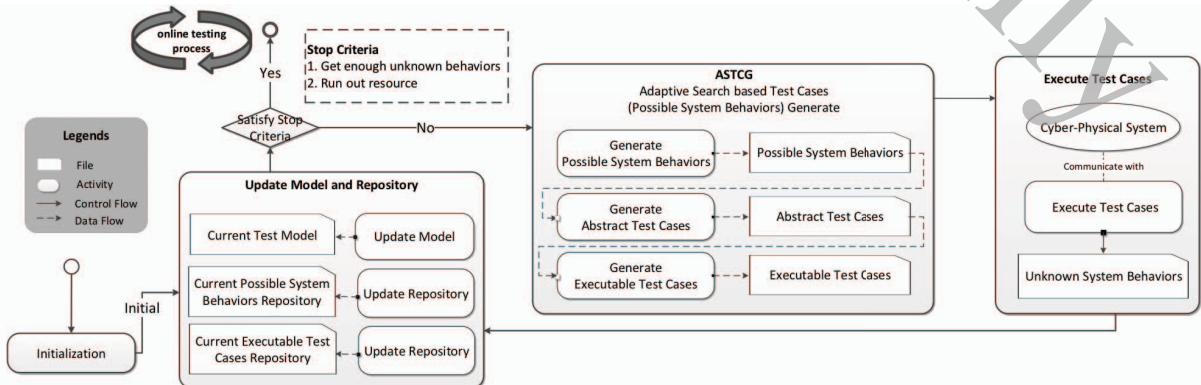 online testing
process
Yes
Stop Criteria
1. Get enough unknown behaviors
2. Run out resource
Satisfy Stop
Criteria
No
Legends
File
Activity
Control Flow
Data Flow
Initial
Initialization
Update Model and Repository
Current Test Model
Update Model
Current Possible System
Behaviors Repository
Update Repository
Current Executable Test
Cases Repository
Update Repository
ASTCG
Adaptive Search based Test Cases
(Possible System Behaviors) Generate
Generate
Possible System Behaviors
Possible System Behaviors
Generate
Abstract Test Cases
Abstract Test Cases
Generate
Executable Test Cases
Executable Test Cases
Execute Test Cases
Cyber-Physical System
Communicate with
Execute Test Cases
Unknown System Behaviors